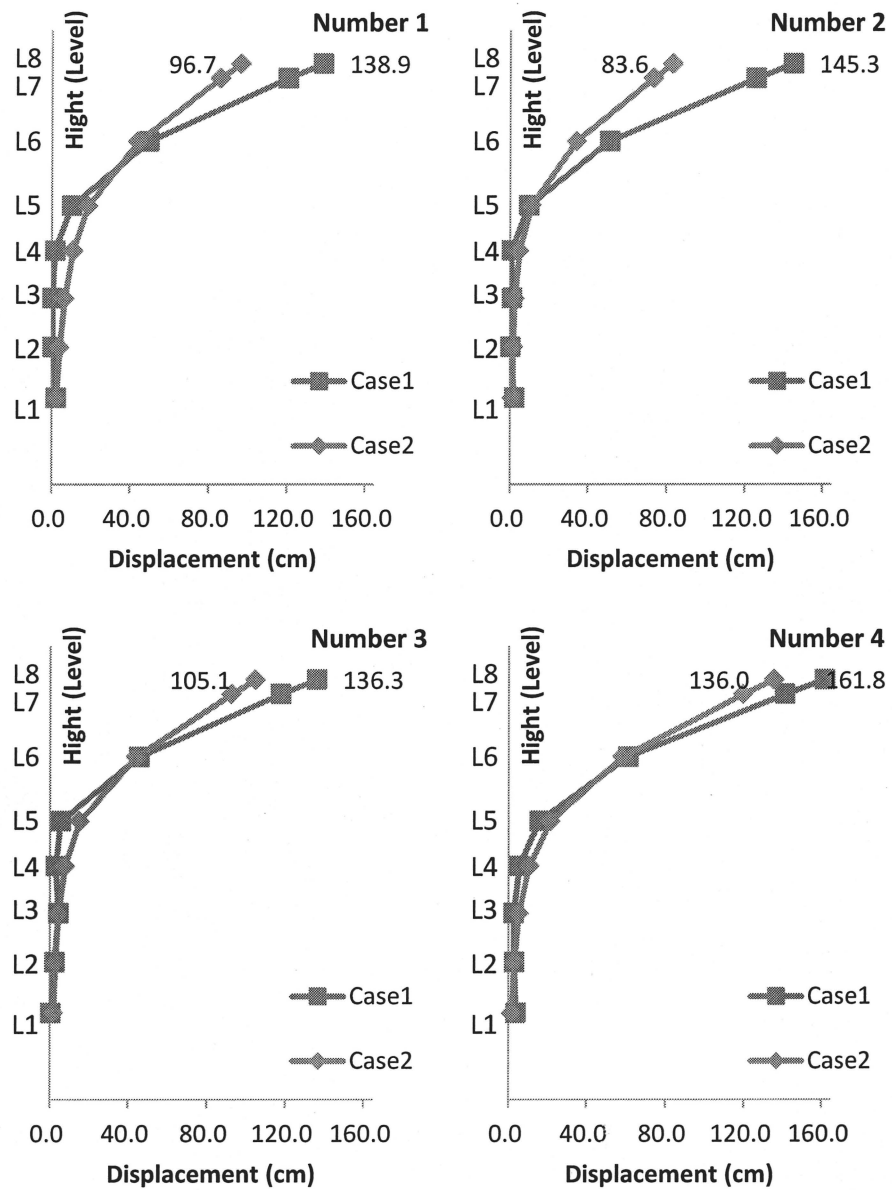 Number 1
Hight (Level)
L8
L7
L6
L5
L4
L3
L2
L1
96.7
138.9
Case1
Case2
0.0 40.0 80.0 120.0 160.0
Displacement (cm)
Number 2
Hight (Level)
L8
L7
L6
L5
L4
L3
L2
L1
83.6
145.3
Case1
Case2
0.0 40.0 80.0 120.0 160.0
Displacement (cm)
Number 3
Hight (Level)
L8
L7
L6
L5
L4
L3
L2
L1
105.1
136.3
Case1
Case2
0.0 40.0 80.0 120.0 160.0
Displacement (cm)
Number 4
Hight (Level)
L8
L7
L6
L5
L4
L3
L2
L1
136.0
161.8
Case1
Case2
0.0 40.0 80.0 120.0 160.0
Displacement (cm)